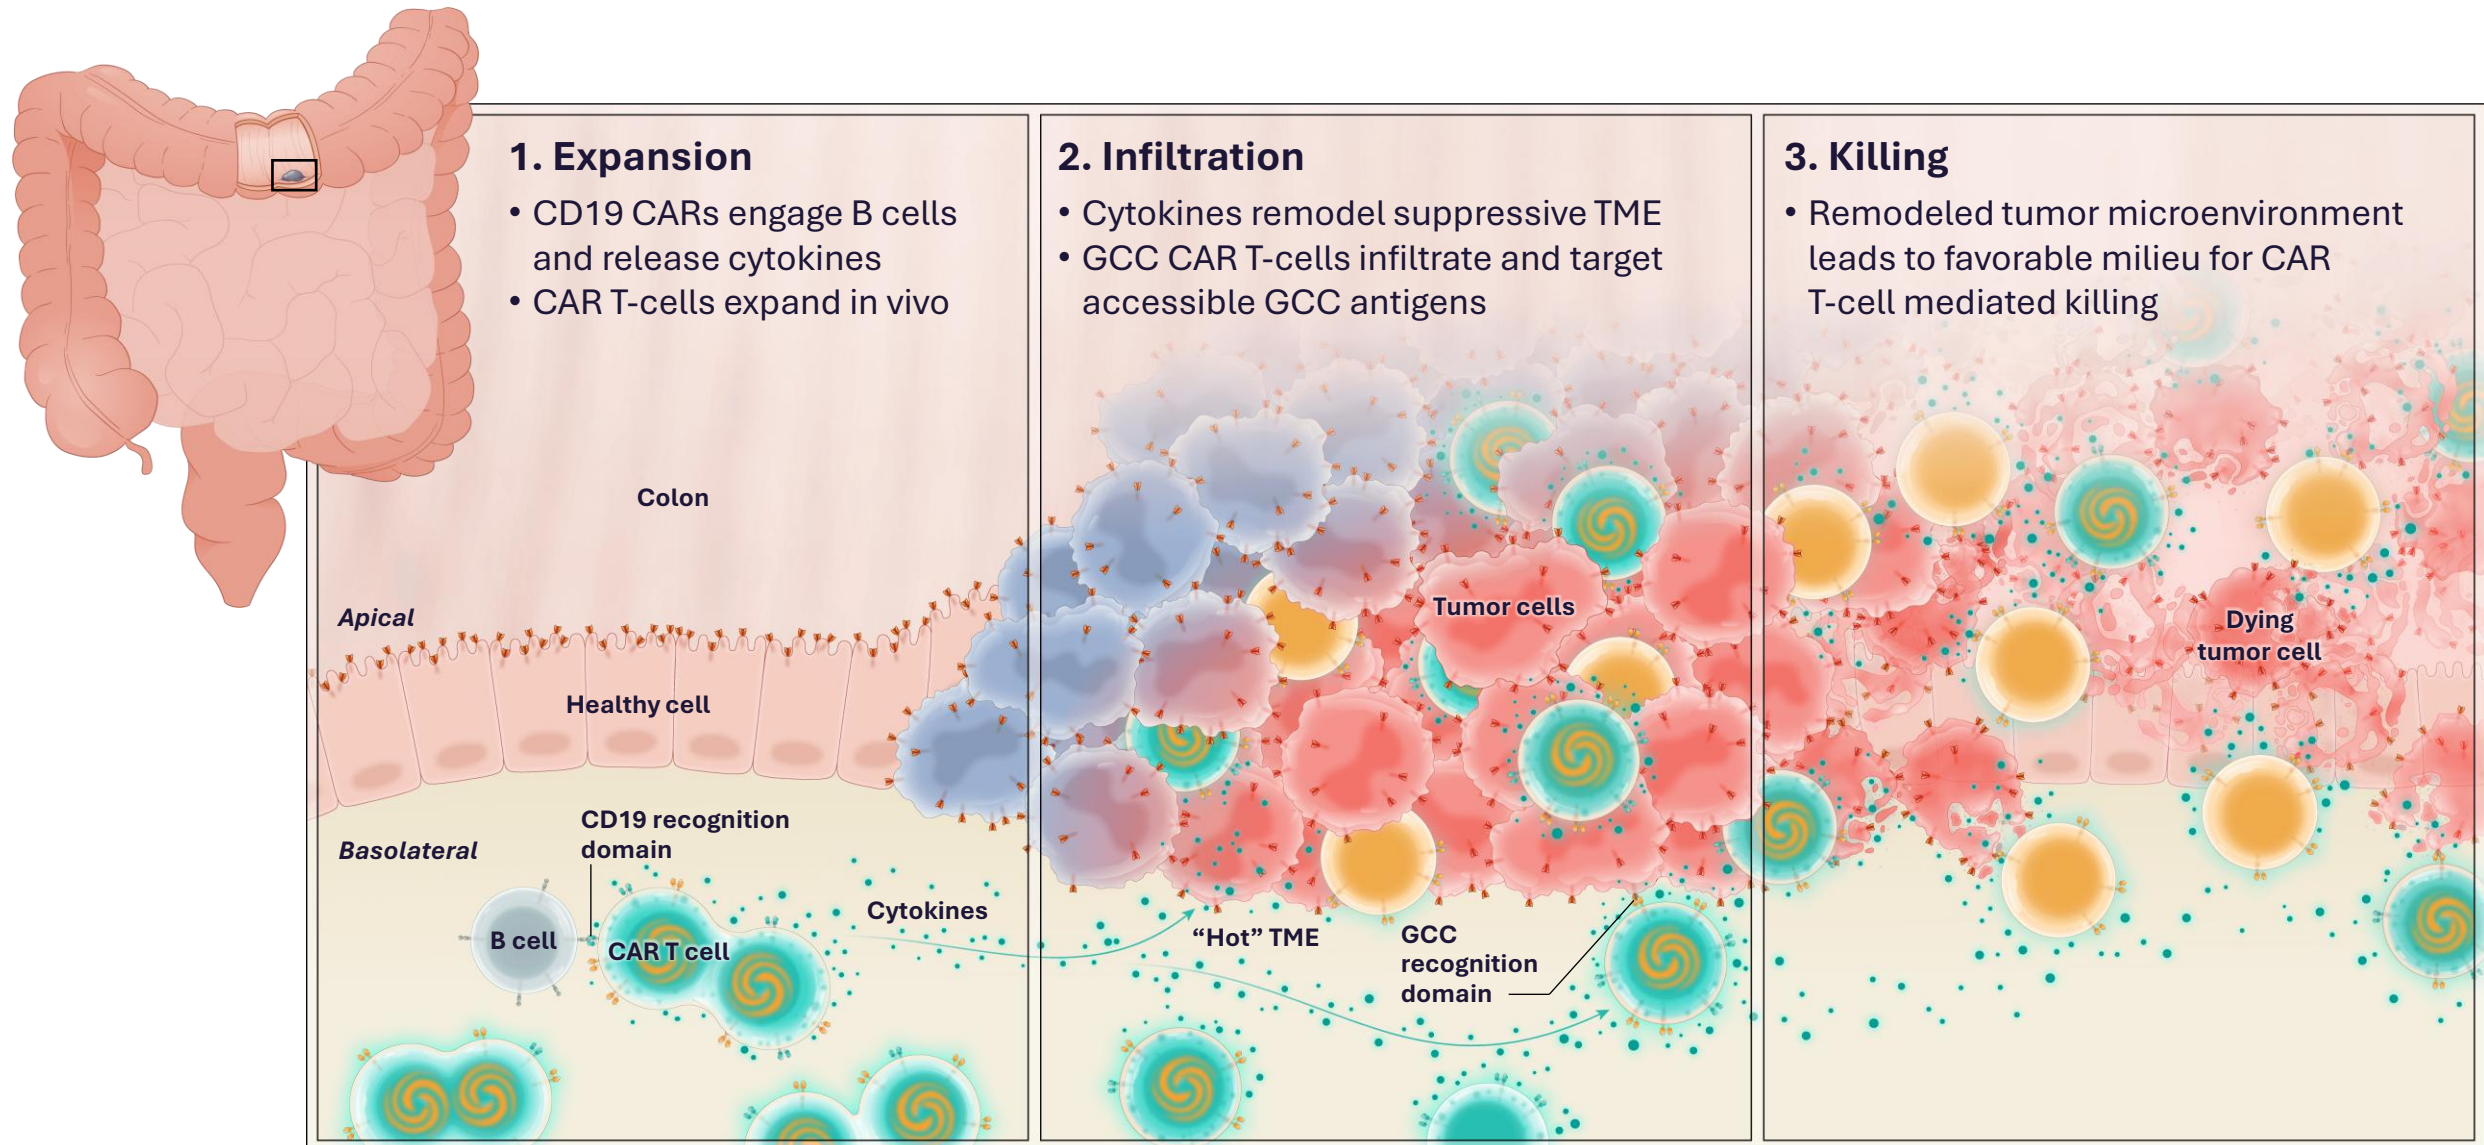 1. Expansion
• CD19 CARs engage B cells
and release cytokines
• CAR T-cells expand in vivo
Colon
Apical
Healthy cell
Basolateral
CD19 recognition
domain
B cell
CAR T cell
Cytokines
2. Infiltration
• Cytokines remodel suppressive TME
• GCC CAR T-cells infiltrate and target
accessible GCC antigens
Tumor cells
“Hot” TME
GCC
recognition
domain
3. Killing
• Remodeled tumor microenvironment
leads to favorable milieu for CAR
T-cell mediated killing
Dying
tumor cell